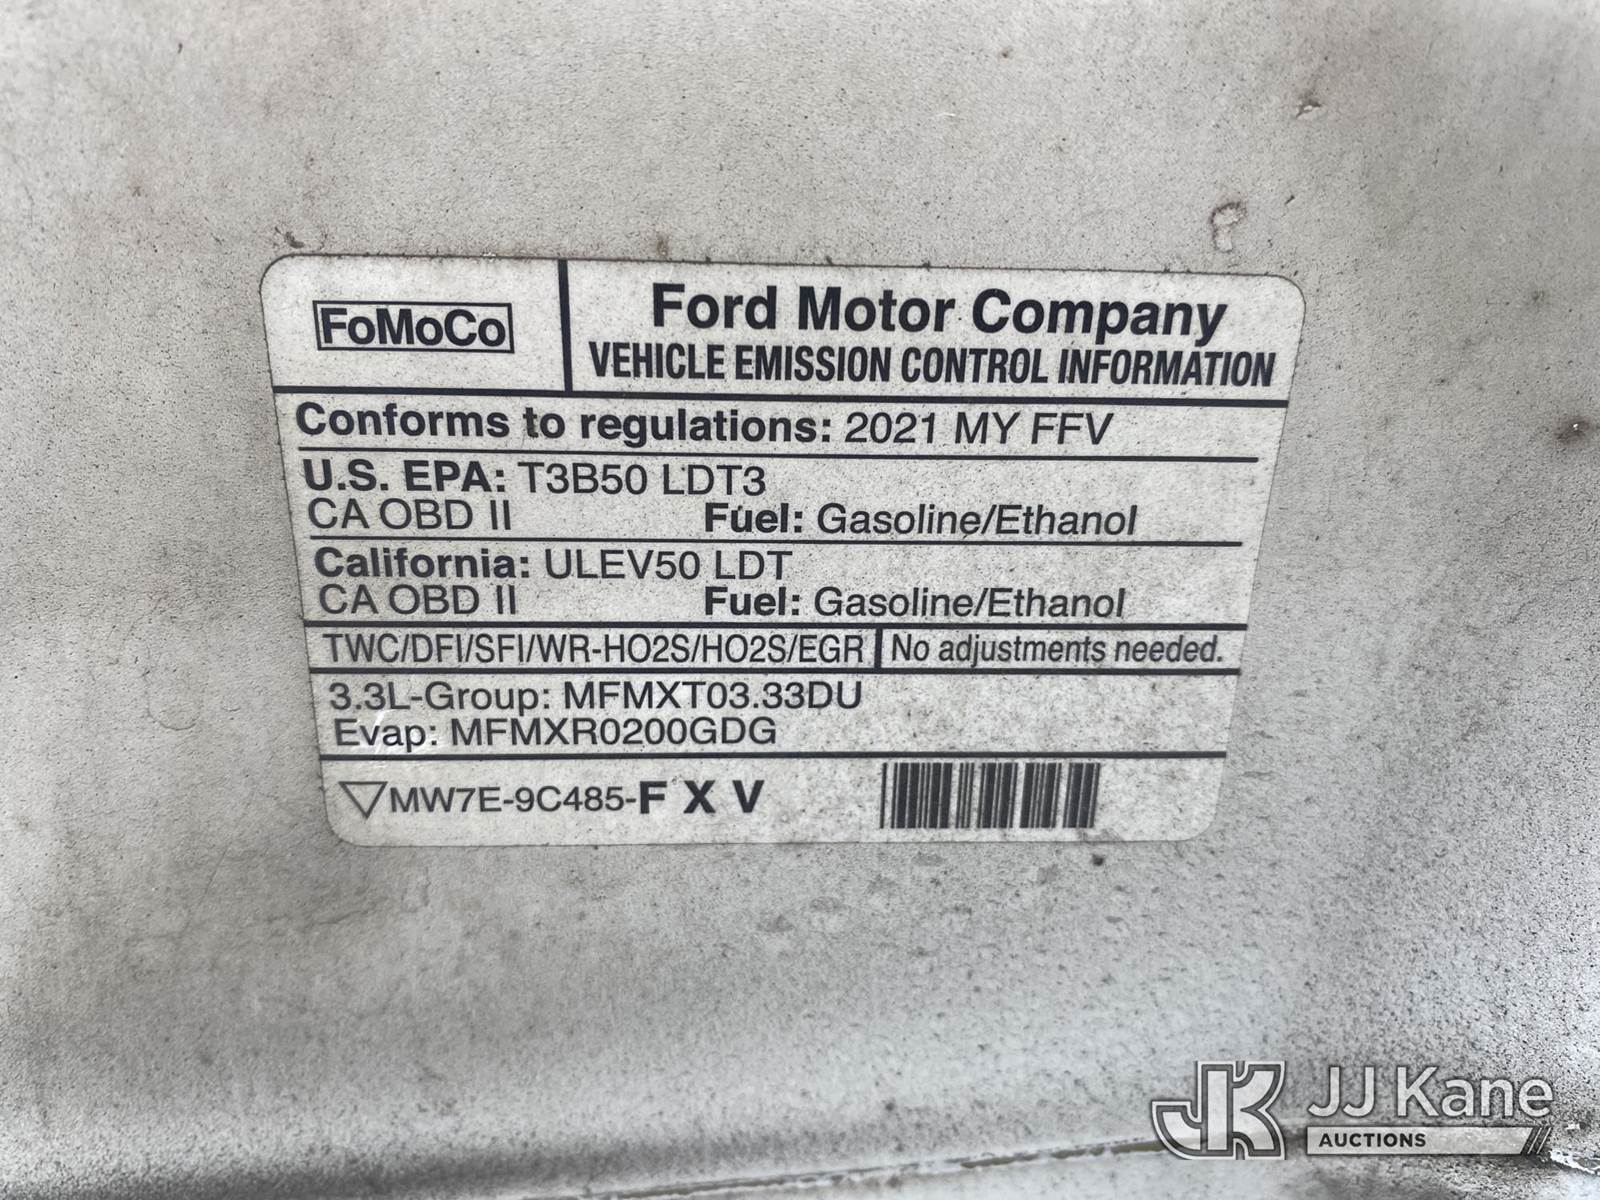 FoMoCo
Ford Motor Company
VEHICLE EMISSION CONTROL INFORMATION
Conforms to regulations: 2021 MY FFV
U.S. EPA: T3B50 LDT3
CA OBD II Fuel: Gasoline/Ethanol
California: ULEV50 LDT
CA OBD II Fuel: Gasoline/Ethanol
TWC/DFI/SFI/WR-HO2S/HO2S/EGR No adjustments needed.
3.3L-Group: MFMXT03.33DU
Evap: MFMXR0200GDG
MW7E-9C485-F X V
JK JJ Kane
AUCTIONS